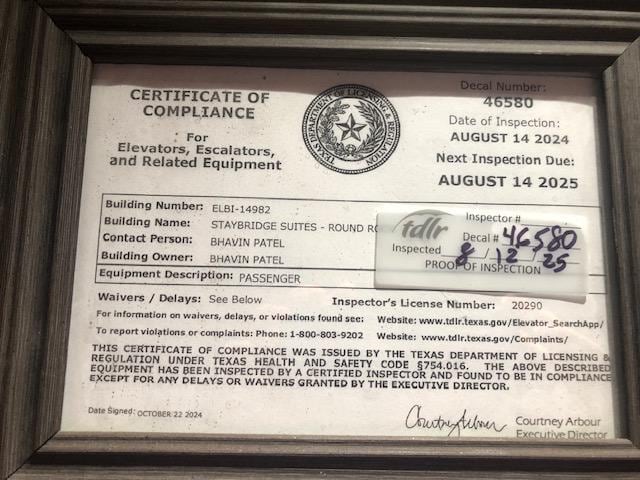 CERTIFICATE OF
COMPLIANCE
For
Elevators, Escalators,
and Related Equipment
TEXAS DEPARTMENT OF LICENSING & REGULATION
Decal Number:
46580
Date of Inspection:
AUGUST 14 2024
Next Inspection Due:
AUGUST 14 2025
Building Number: ELBI-14982
Building Name: STAYBRIDGE SUITES - ROUND
Contact Person: BHAVIN PATEL
Building Owner: BHAVIN PATEL
Equipment Description: PASSENGER
tdlr
Inspector #
Decal # 46580
Inspected 8 / 12 / 25
PROOF OF INSPECTION
Waivers / Delays: See Below Inspector's License Number: 20290
For information on waivers, delays, or violations found see: Website: www.tdlr.texas.gov/Elevator_SearchApp/
To report violations or complaints: Phone: 1-800-803-9202 Website: www.tdlr.texas.gov/Complaints/
THIS CERTIFICATE OF COMPLIANCE WAS ISSUED BY THE TEXAS DEPARTMENT OF LICENSING &
REGULATION UNDER TEXAS HEALTH AND SAFETY CODE §754.016. THE ABOVE DESCRIBED
EQUIPMENT HAS BEEN INSPECTED BY A CERTIFIED INSPECTOR AND FOUND TO BE IN COMPLIANCE
EXCEPT FOR ANY DELAYS OR WAIVERS GRANTED BY THE EXECUTIVE DIRECTOR.
Date Signed: OCTOBER 22 2024
Courtney Arbour
Courtney Arbour
Executive Director